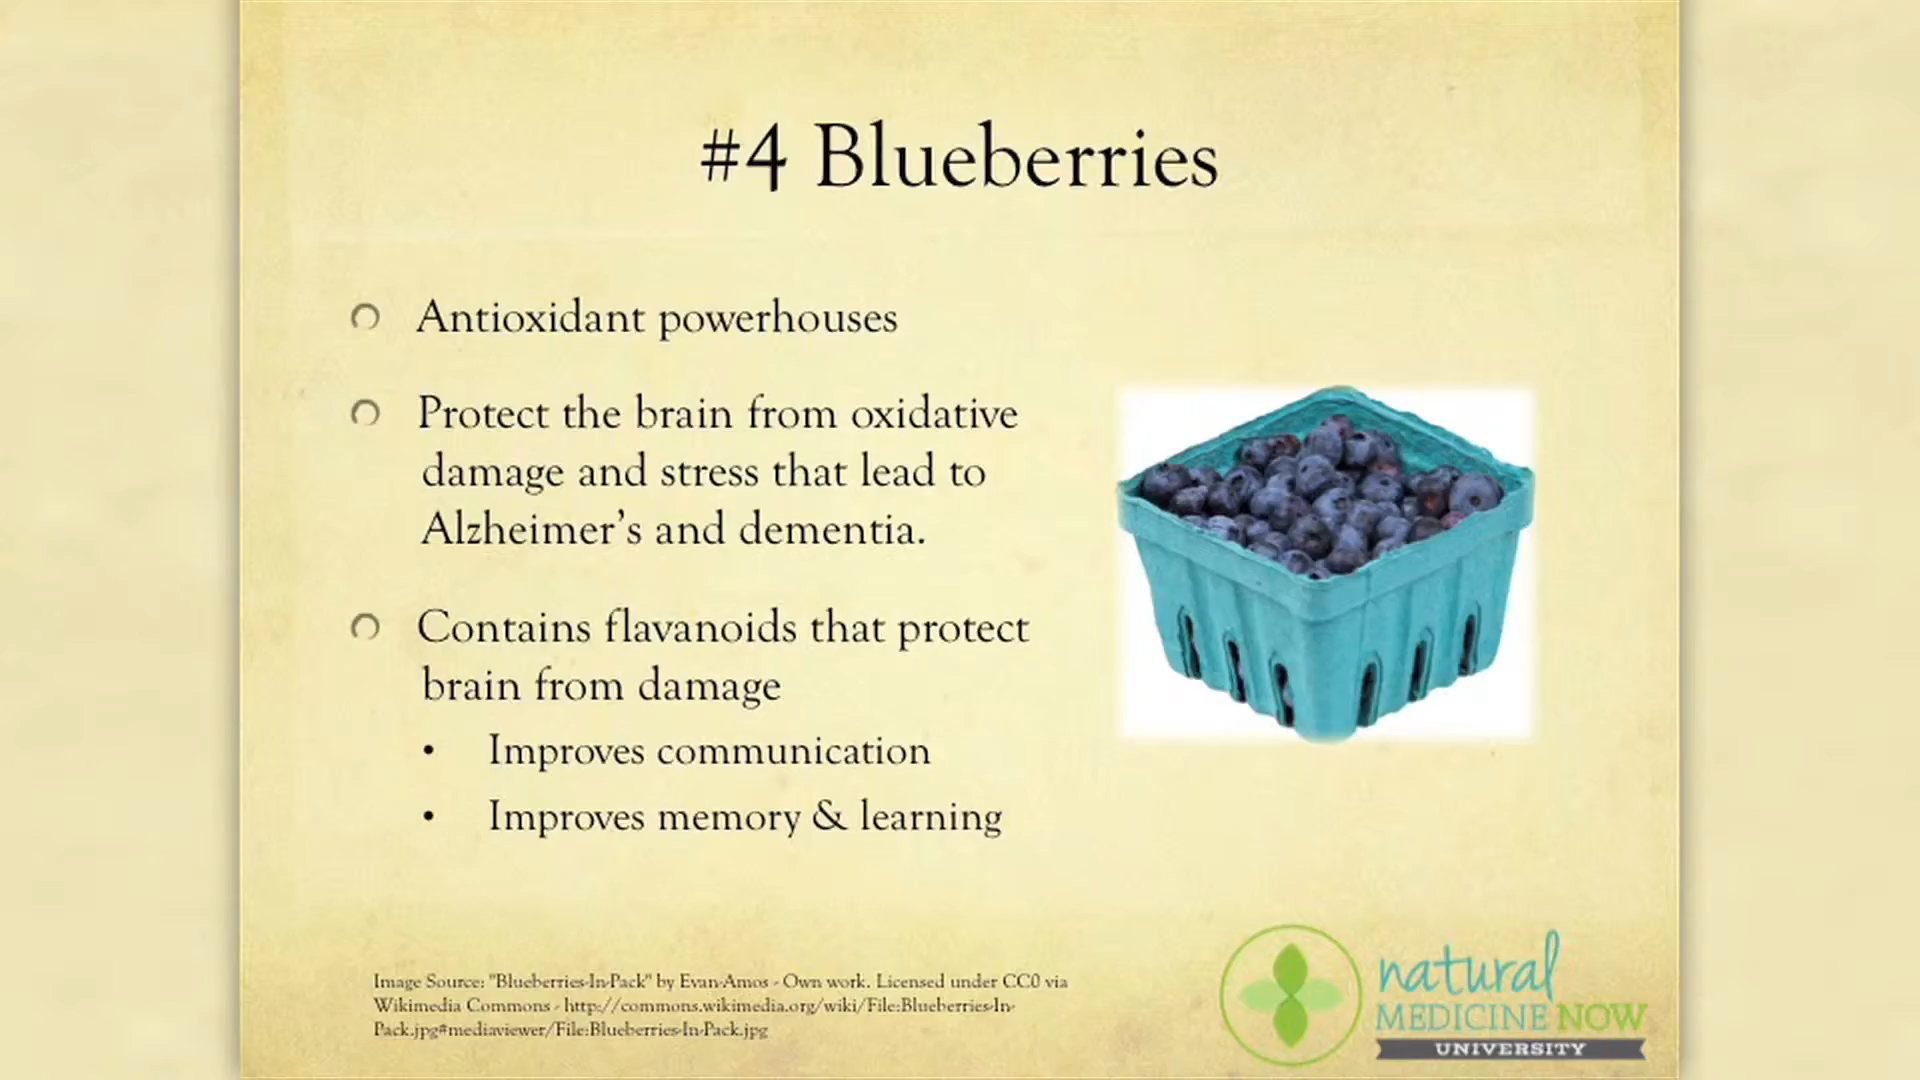 #4 Blueberries
Antioxidant powerhouses
Protect the brain from oxidative
damage and stress that lead to
Alzheimer’s and dementia.
Contains flavanoids that protect
brain from damage
• Improves communication
• Improves memory & learning
Image Source: "Blueberries-In-Pack" by Evan-Amos - Own work. Licensed under CC0 via
Wikimedia Commons - http://commons.wikimedia.org/wiki/File:Blueberries-In-
Pack.jpg#mediaviewer/File:Blueberries-In-Pack.jpg
natural
MEDICINE NOW
UNIVERSITY